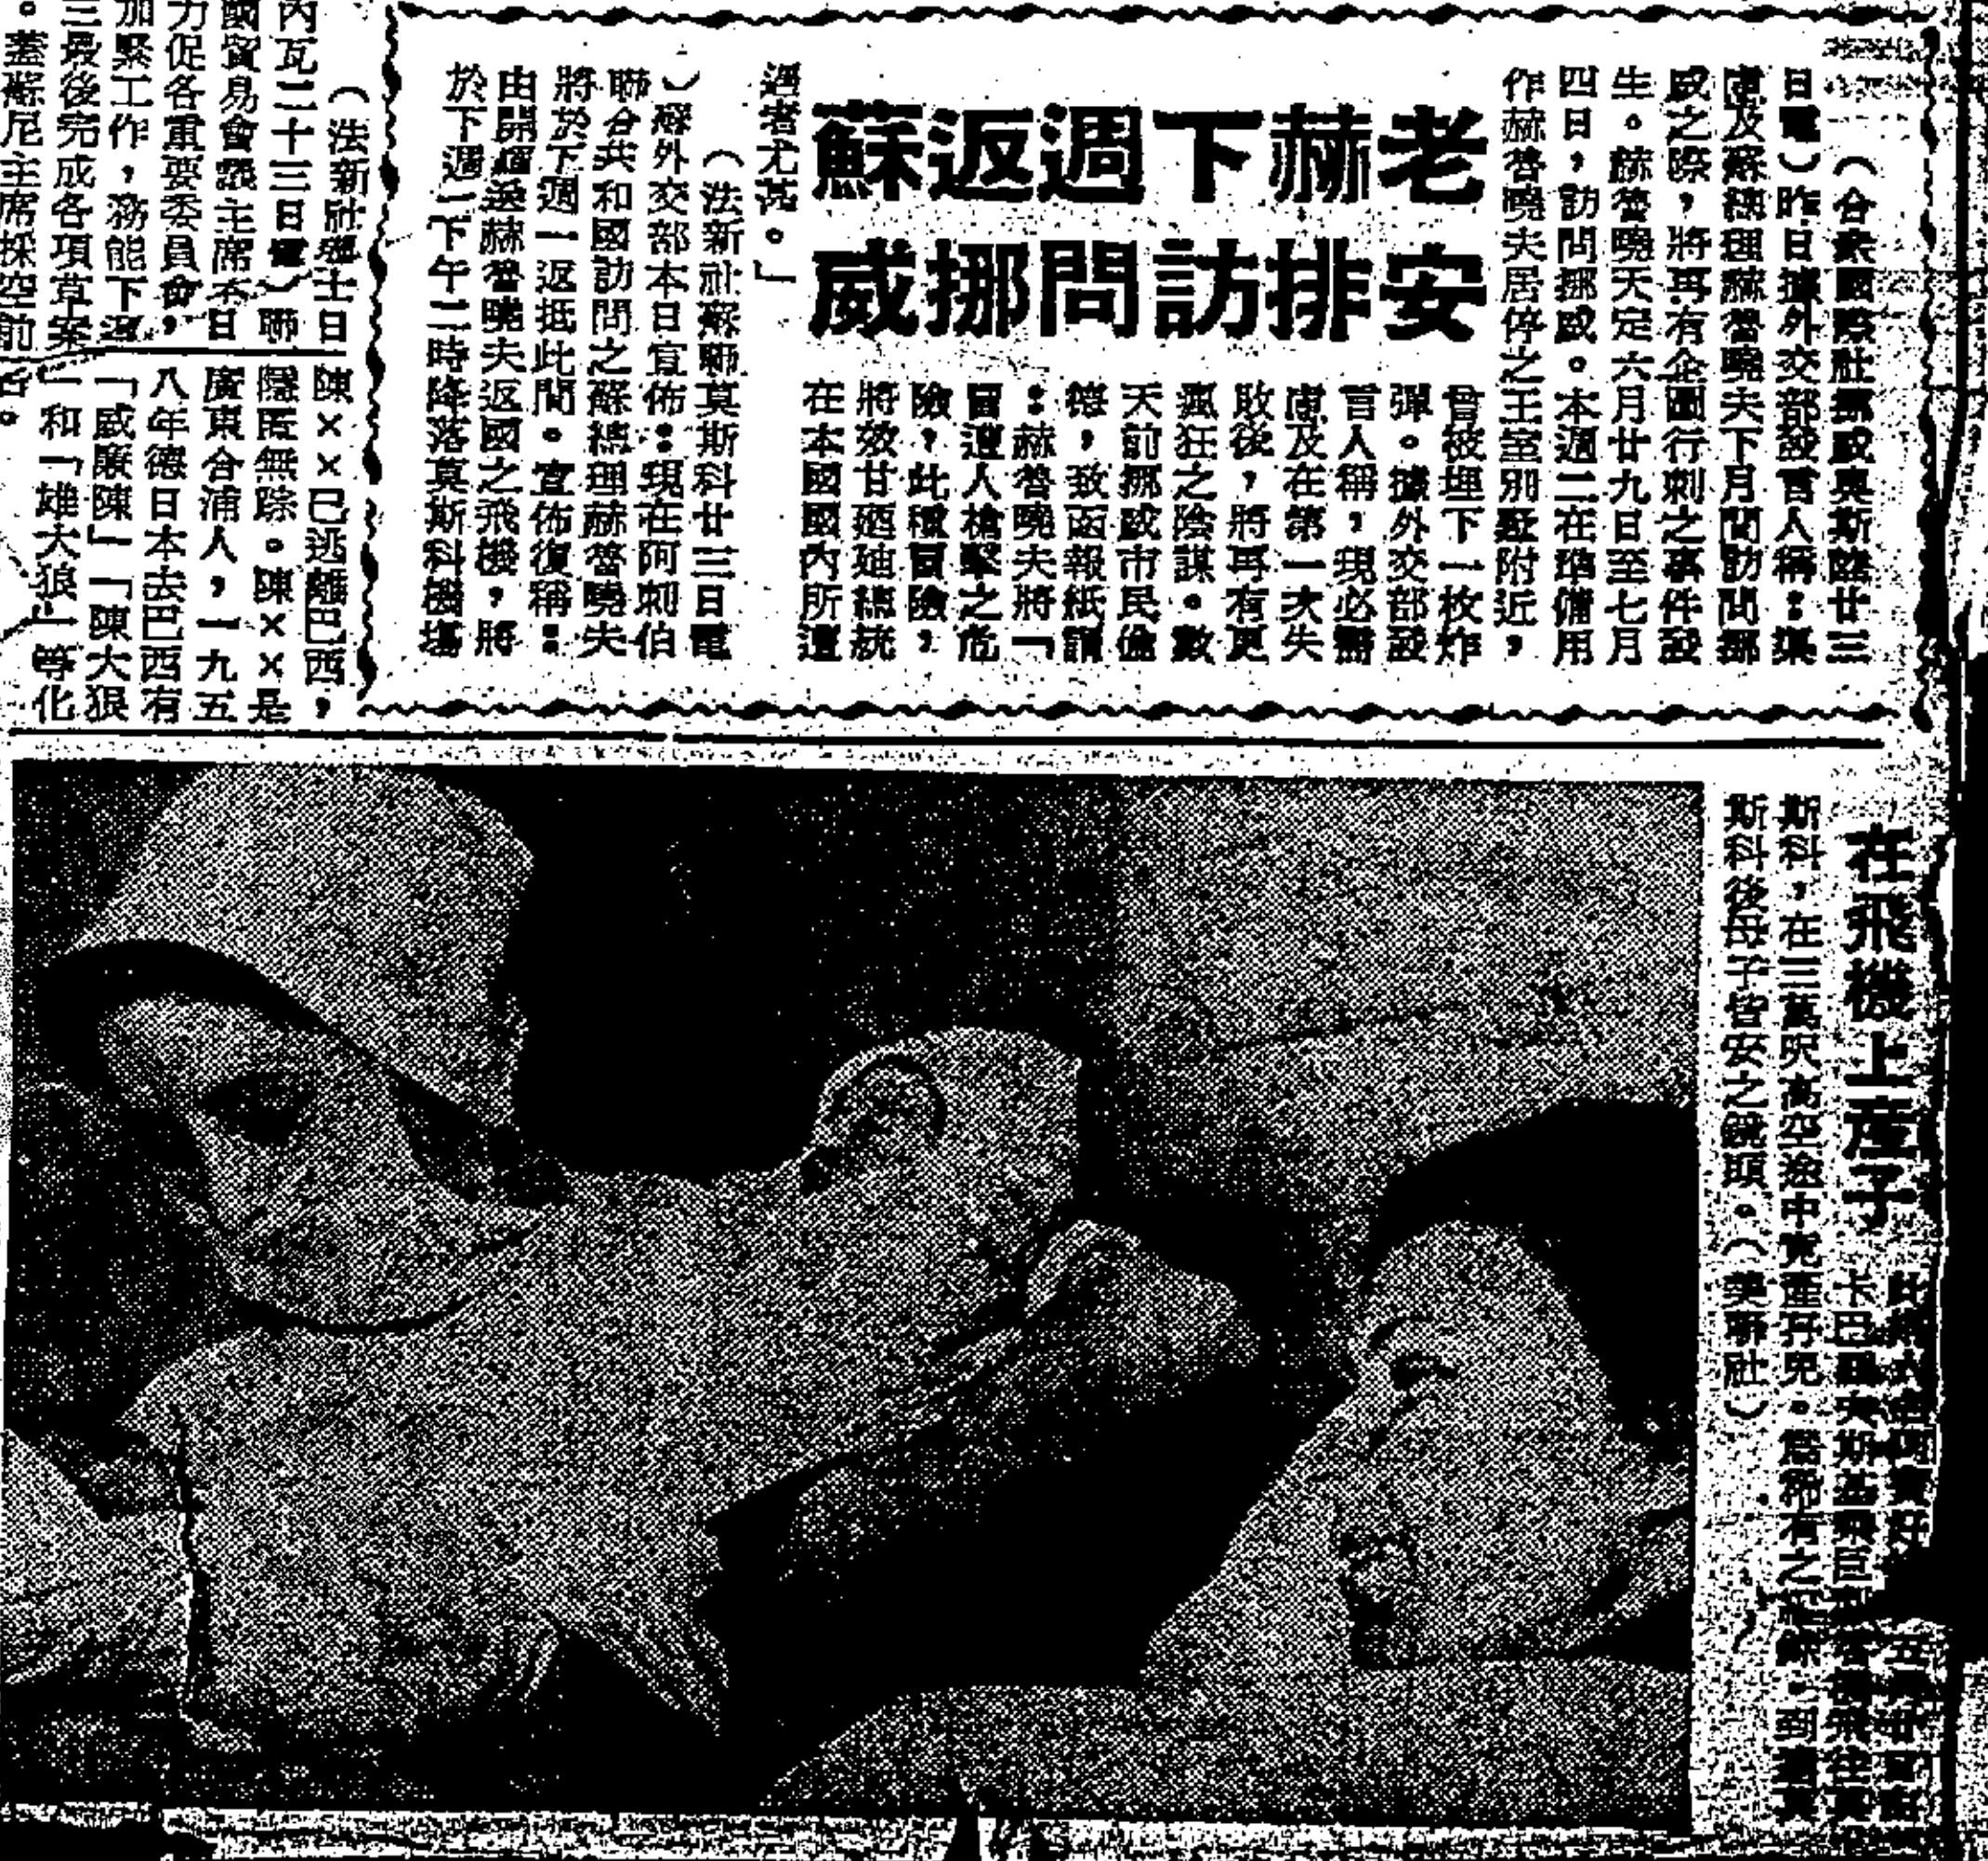 老赫下週返蘇
安排訪問挪威
(合衆國際社挪威奧斯陸廿三
日電)昨日據外交部發言人稱：渠
慮及蘇總理赫魯曉夫下月間訪問挪
威之際，將再有企圖行刺之事件發
生。赫魯曉夫定六月廿九日至七月
四日，訪問挪威。本週二在準備用
作赫魯曉夫居停之王室別墅附近，
曾被埋下一枚炸
彈。據外交部發
言人稱，現必需
慮及在第一次失
敗後，將再有更
瘋狂之陰謀。數
天前挪威市民倫
德，致函報紙謂
：赫魯曉夫將「
冒遭人槍擊之危
險，此種冒險，
將效甘迺迪總統
在本國國內所遭
遇者尤甚。」
(法新社蘇聯莫斯科廿三日電
)蘇外交部本日宣佈：現在阿刺伯
聯合共和國訪問之蘇總理赫魯曉夫
將於下週一返抵此間。宣佈復稱：
由開羅送赫魯曉夫返國之飛機，將
於下週一下午二時降落莫斯科機塲
(法新社瑞士日
內瓦二十三日電)聯
國貿易會議主席本日
力促各重要委員會，
加緊工作，務能下週
三最後完成各項草案
。蓋蘇尼主席採空前
陳××已逃離巴西，
隱匿無踪。陳××是
廣東合浦人，一九五
八年德日本去巴西有
「威廉陳」「陳大狼
」和「雄大狼」等化
名。
在飛機上產子
斯科，在三萬呎高空途中竟產下孖兒。
斯科後母子皆安之鏡頭。(美聯社)